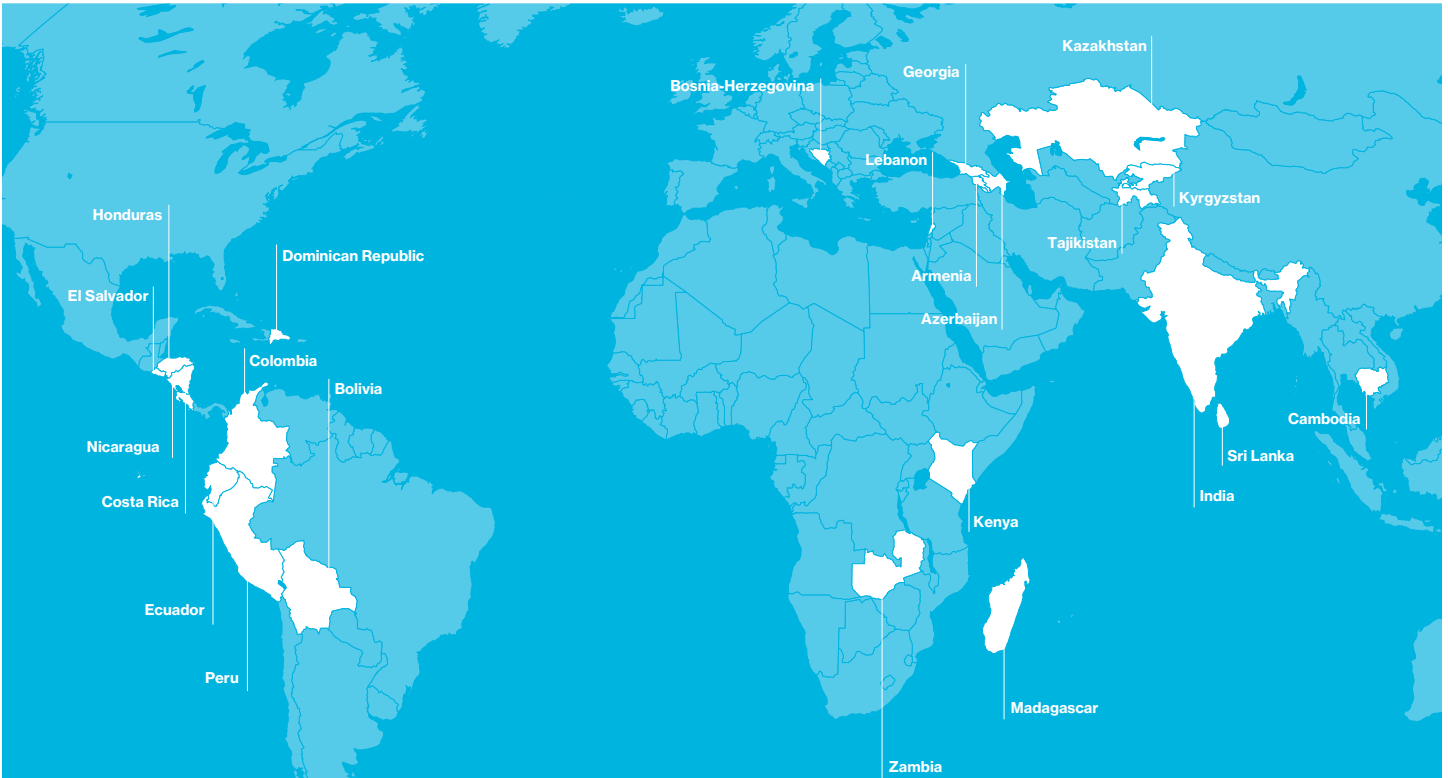 Kazakhstan
Georgia
Bosnia-Herzegovina
Lebanon
Kyrgyzstan
Honduras
Tajikistan
Dominican Republic
Armenia
El Salvador
Azerbaijan
Colombia
Bolivia
Cambodia
Nicaragua
Sri Lanka
India
Costa Rica
Kenya
Ecuador
Peru
Madagascar
Zambia